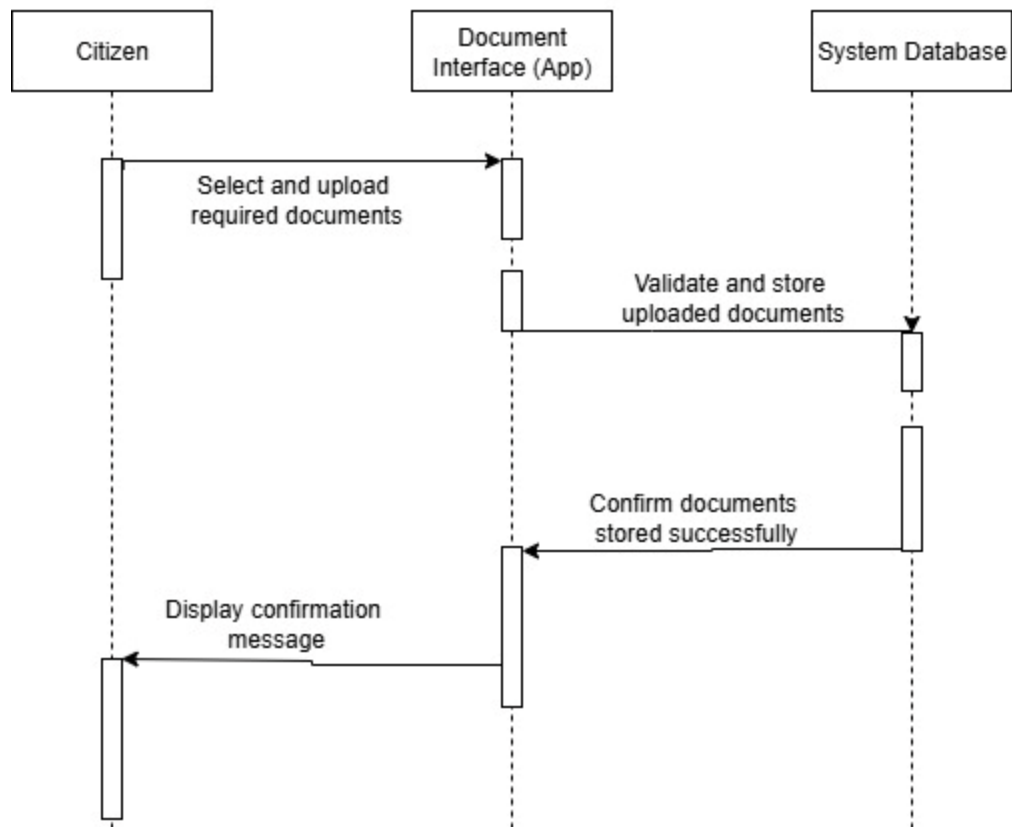 Citizen
Document
Interface (App)
System Database
Select and upload
required documents
Validate and store
uploaded documents
Confirm documents
stored successfully
Display confirmation
message